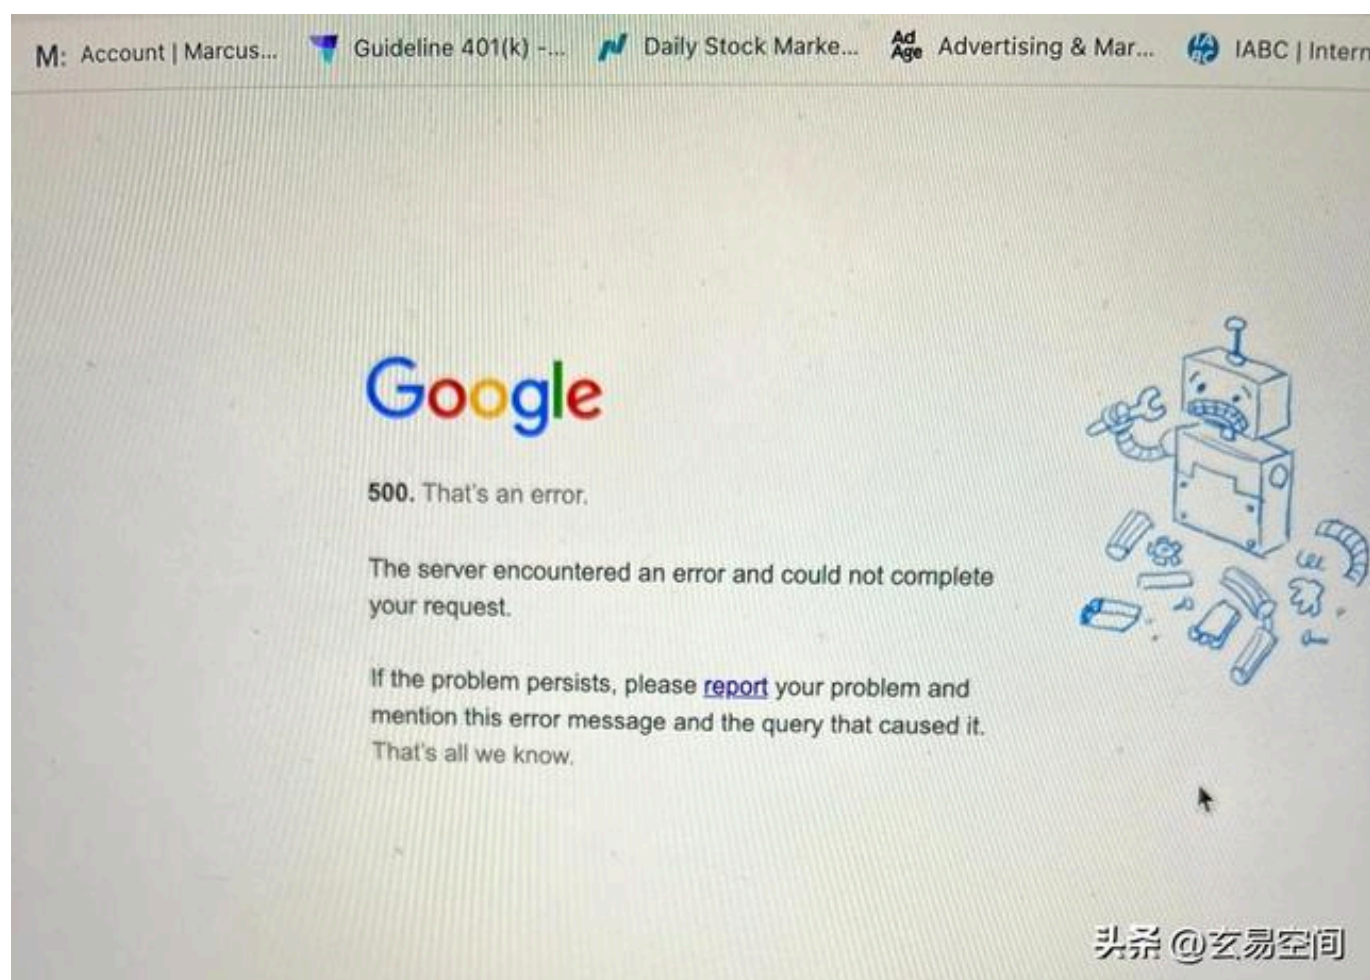 M: Account | Marcus...
Guideline 401(k) -...
Daily Stock Marke...
Ad Age Advertising & Mar...
IABC | Intern
Google
500. That's an error.
The server encountered an error and could not complete
your request.
If the problem persists, please report your problem and
mention this error message and the query that caused it.
That's all we know.
头条 @玄易空间